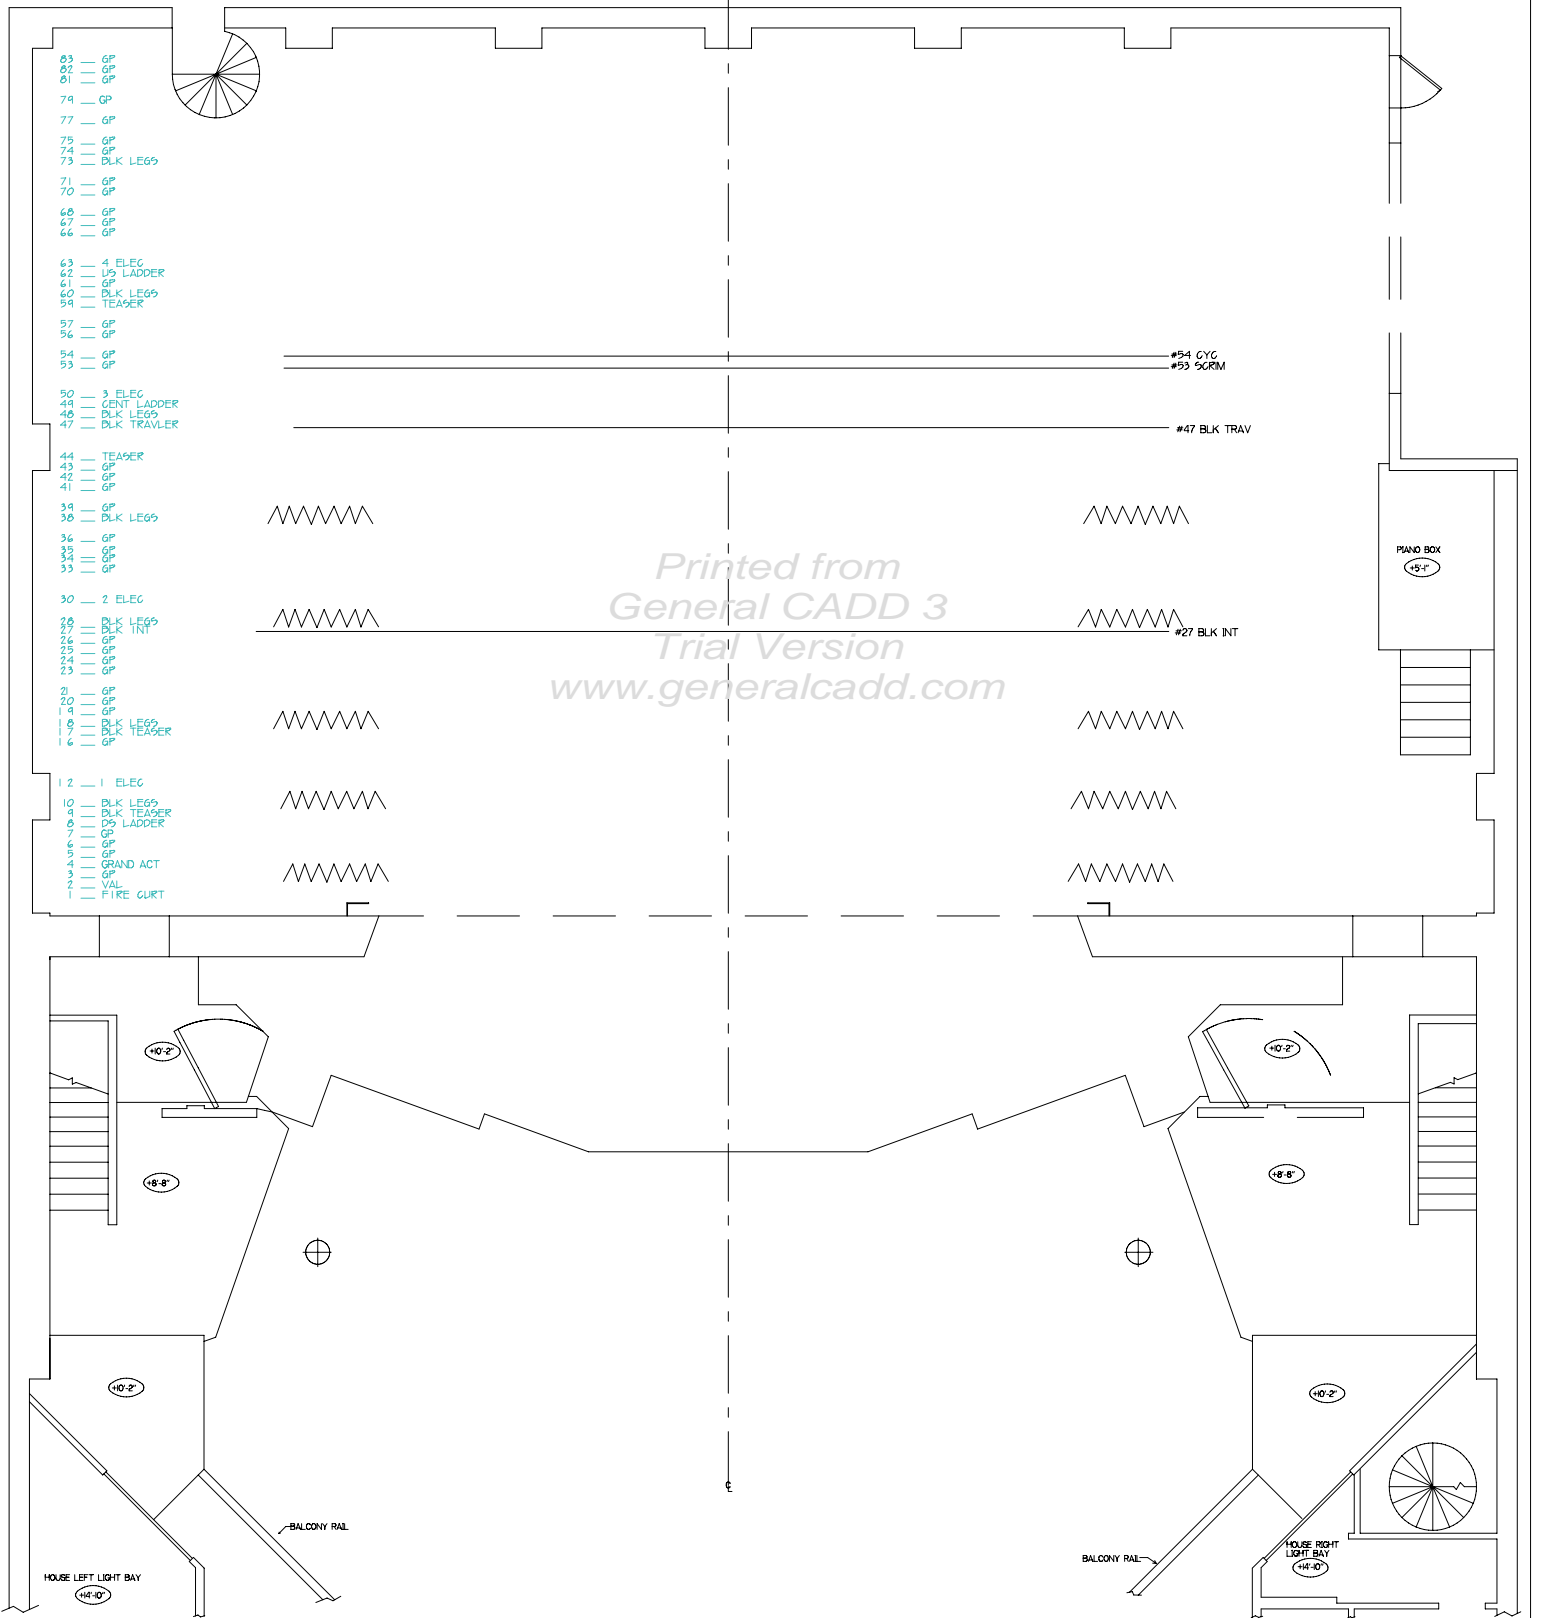 83 __ GP
82 __ GP
81 __ GP
79 __ GP
77 __ GP
75 __ GP
74 __ GP
73 __ BLK LEGS
71 __ GP
70 __ GP
68 __ GP
67 __ GP
66 __ GP
63 __ 4 ELEC
62 __ US LADDER
61 __ GP
60 __ BLK LEGS
59 __ TEASER
57 __ GP
56 __ GP
54 __ GP
53 __ GP
#54 CYC
#53 SCRIM
50 __ 3 ELEC
49 __ CENT LADDER
48 __ BLK LEGS
47 __ BLK TRAVLER
#47 BLK TRAV
44 __ TEASER
43 __ GP
42 __ GP
41 __ GP
39 __ GP
38 __ BLK LEGS
36 __ GP
35 __ GP
34 __ GP
33 __ GP
PIANO BOX
+5'-1"
Printed from
General CADD 3
Trial Version
www.generalcadd.com
30 __ 2 ELEC
28 __ BLK LEGS
27 __ BLK INT
#27 BLK INT
26 __ GP
25 __ GP
24 __ GP
23 __ GP
21 __ GP
20 __ GP
19 __ GP
18 __ BLK LEGS
17 __ BLK TEASER
16 __ GP
12 __ 1 ELEC
10 __ BLK LEGS
9 __ BLK TEASER
8 __ DS LADDER
7 __ GP
6 __ GP
5 __ GP
4 __ GRAND ACT
3 __ GP
2 __ VAL
1 __ FIRE CURT
+10'-2"
+10'-2"
+8'-8"
+8'-8"
+10'-2"
+10'-2"
BALCONY RAIL
BALCONY RAIL
HOUSE LEFT LIGHT BAY
+14'-10"
HOUSE RIGHT
LIGHT BAY
+14'-10"